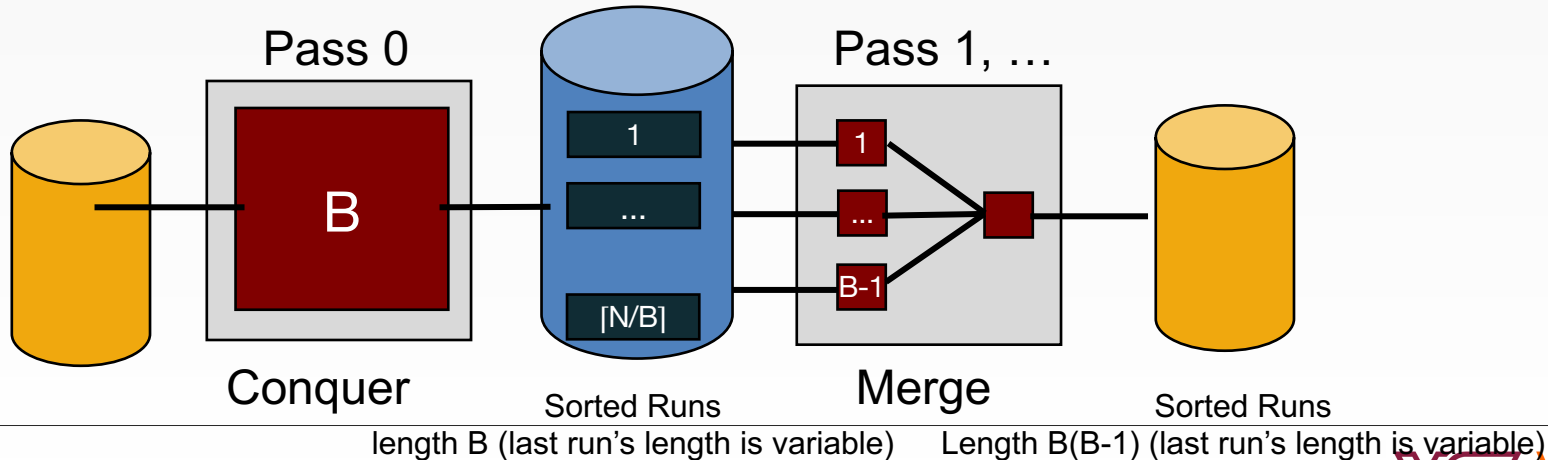 Pass 0
Pass 1, …
B
1
...
⌈N/B⌉
1
...
B-1
Conquer
Sorted Runs
Merge
Sorted Runs
length B (last run’s length is variable)
Length B(B-1) (last run’s length is variable)